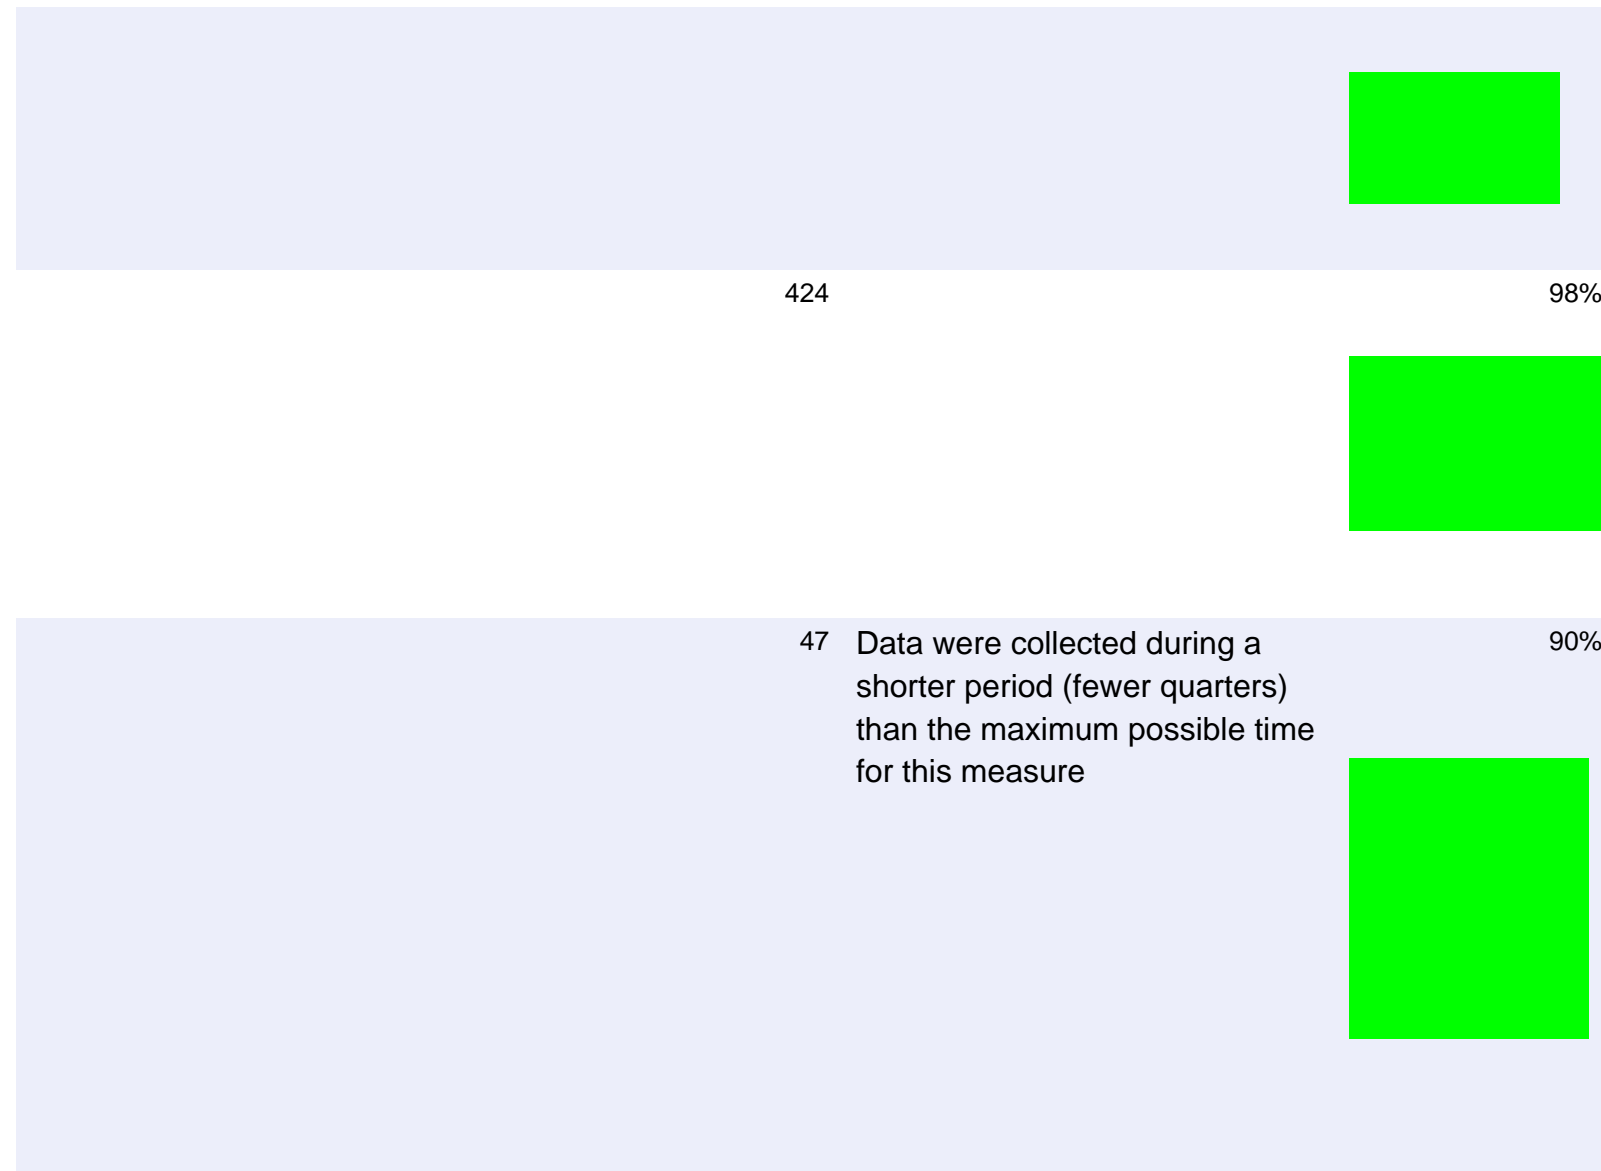 424 98%
47 Data were collected during a 90%
shorter period (fewer quarters)
than the maximum possible time
for this measure